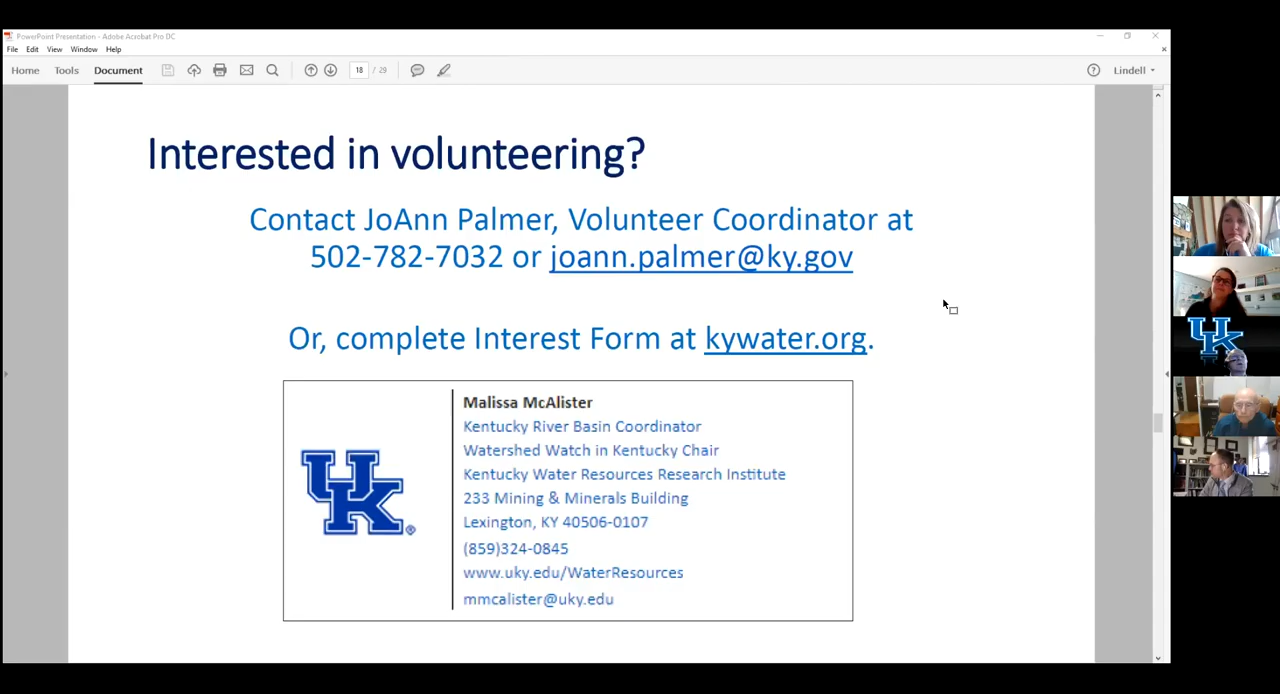 PowerPoint Presentation - Adobe Acrobat Pro DC
File Edit View Window Help
Home Tools Document 18 / 29 Lindell
Interested in volunteering?
Contact JoAnn Palmer, Volunteer Coordinator at
502-782-7032 or joann.palmer@ky.gov
Or, complete Interest Form at kywater.org.
UK
Malissa McAlister
Kentucky River Basin Coordinator
Watershed Watch in Kentucky Chair
Kentucky Water Resources Research Institute
233 Mining & Minerals Building
Lexington, KY 40506-0107
(859)324-0845
www.uky.edu/WaterResources
mmcalister@uky.edu
UK